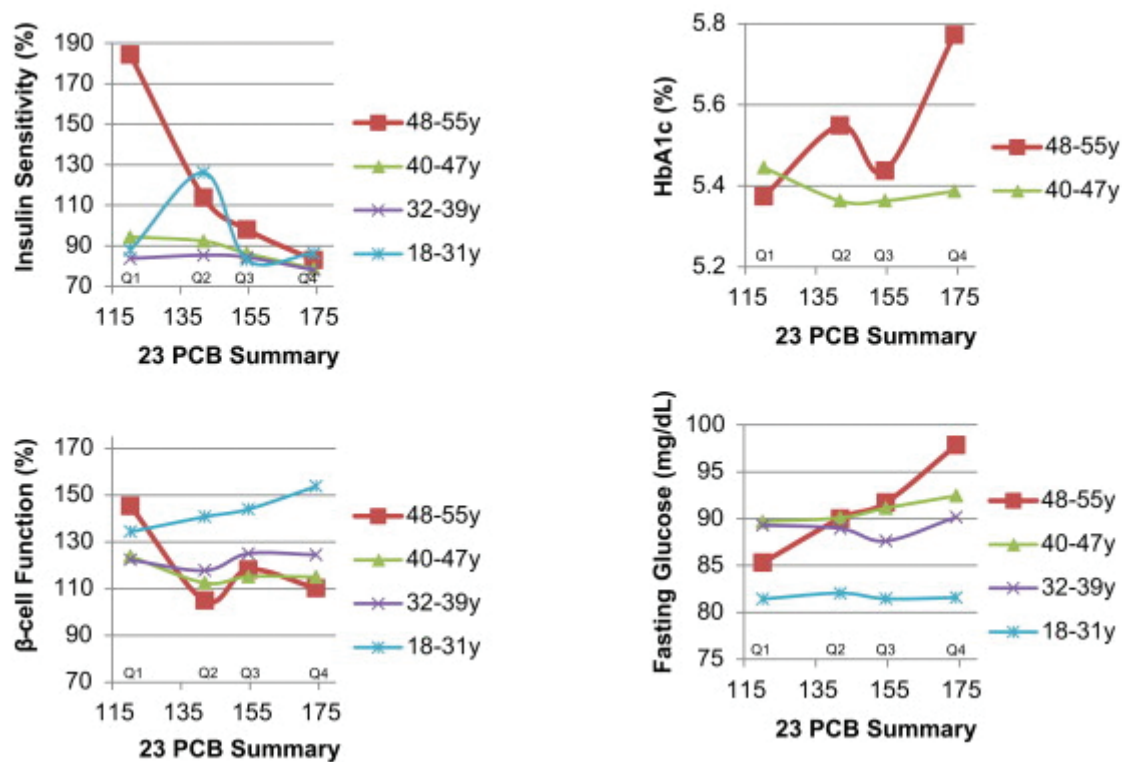 Insulin Sensitivity (%)
190
170
150
130
110
90
70
Q1 Q2 Q3 Q4
115 135 155 175
23 PCB Summary
48-55y
40-47y
32-39y
18-31y
HbA1c (%)
5.8
5.6
5.4
5.2
Q1 Q2 Q3 Q4
115 135 155 175
23 PCB Summary
48-55y
40-47y
β-cell Function (%)
170
150
130
110
90
70
Q1 Q2 Q3 Q4
115 135 155 175
23 PCB Summary
48-55y
40-47y
32-39y
18-31y
Fasting Glucose (mg/dL)
100
95
90
85
80
75
Q1 Q2 Q3 Q4
115 135 155 175
23 PCB Summary
48-55y
40-47y
32-39y
18-31y